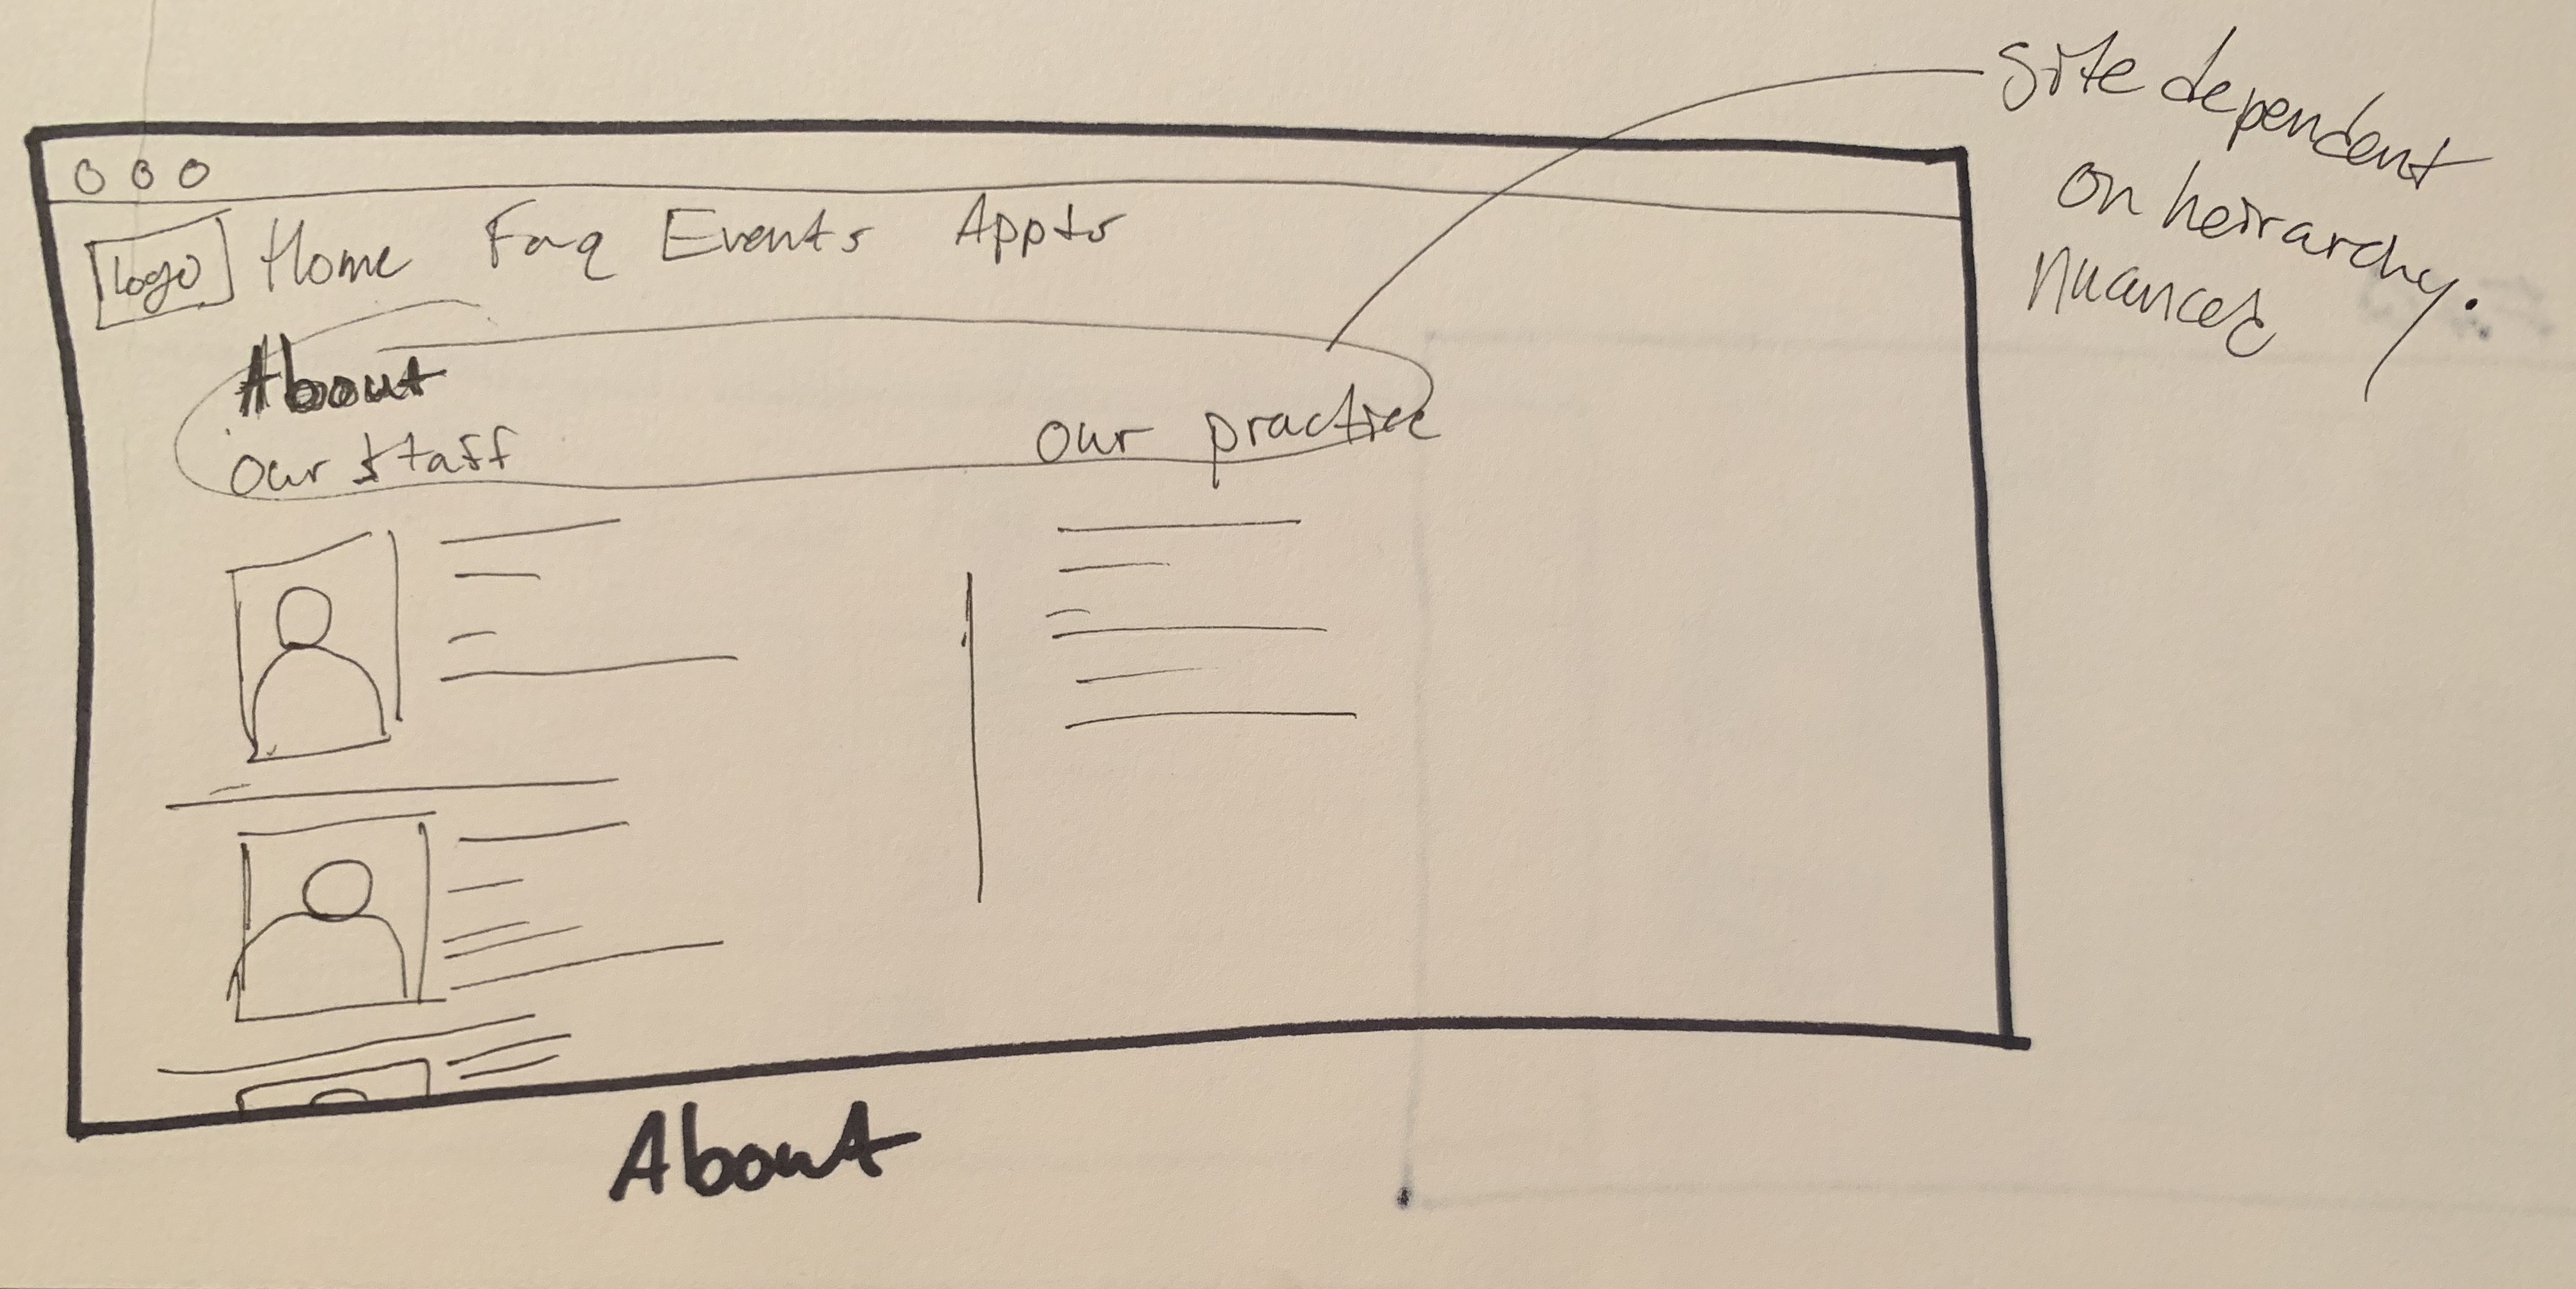 site dependent
on heirarchy.
nuances
Logo Home Faq Events Appts
About
our staff our practice
About